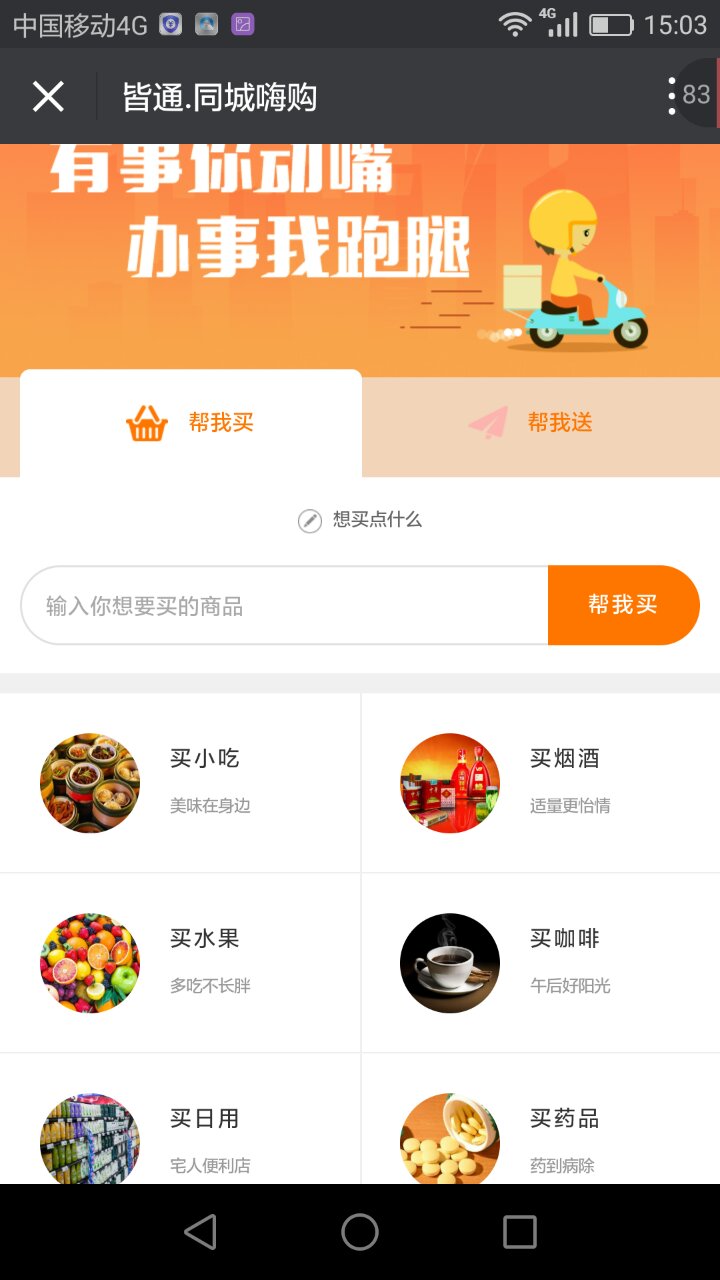 中国移动4G
4G
15:03
皆通.同城嗨购
83
有事你动嘴
办事我跑腿
帮我买
帮我送
想买点什么
输入你想要买的商品
帮我买
买小吃
美味在身边
买烟酒
适量更怡情
买水果
多吃不长胖
买咖啡
午后好阳光
买日用
宅人便利店
买药品
药到病除